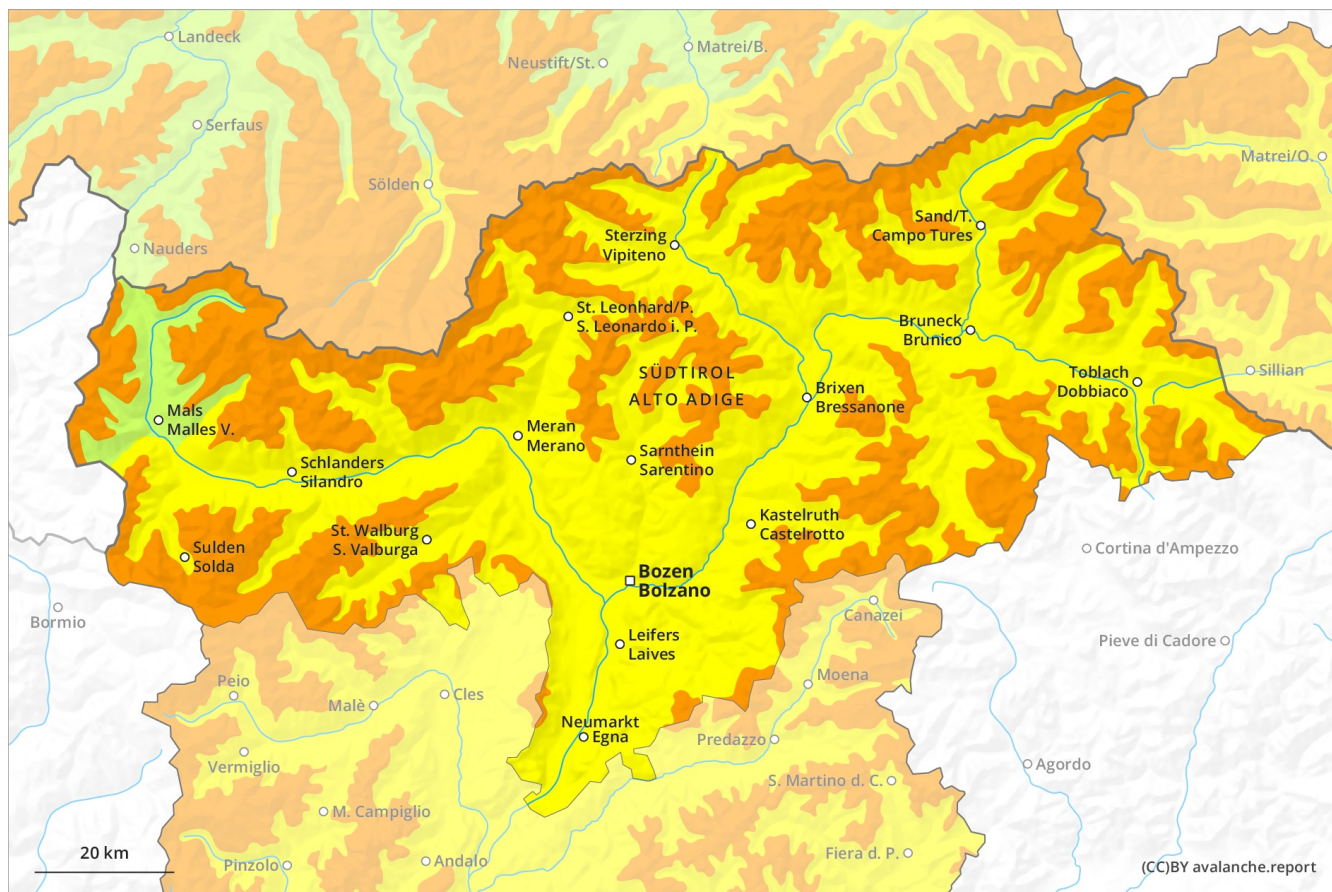 Landeck
Matrei/B.
Neustift/St.
Serfaus
Matrei/O.
Sölden
Sand/T.
Campo Tures
Sterzing
Vipiteno
Nauders
St. Leonhard/P.
S. Leonardo i. P.
Bruneck
Brunico
SÜDTIROL
ALTO ADIGE
Toblach
Dobbiaco
Sillian
Brixen
Bressanone
Mals
Malles V.
Meran
Merano
Sarnthein
Sarentino
Schlanders
Silandro
Kastelruth
Castelrotto
St. Walburg
S. Valburga
Sulden
Solda
Cortina d'Ampezzo
Bozen
Bolzano
Bormio
Canazei
Leifers
Laives
Pieve di Cadore
Moena
Peio
Cles
Malè
Neumarkt
Egna
Predazzo
Vermiglio
Agordo
S. Martino d. C.
M. Campiglio
20 km
Pinzolo
Andalo
Fiera d. P.
(CC)BY avalanche.report